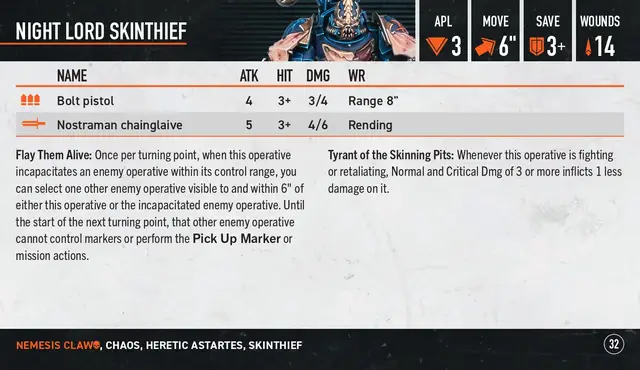 NIGHT LORD SKINTHIEF
APL
3
MOVE
6"
SAVE
3+
WOUNDS
14
NAME ATK HIT DMG WR
Bolt pistol 4 3+ 3/4 Range 8"
Nostraman chainglaive 5 3+ 4/6 Rending
Flay Them Alive: Once per turning point, when this operative
incapacitates an enemy operative within its control range, you
can select one other enemy operative visible to and within 6" of
either this operative or the incapacitated enemy operative. Until
the start of the next turning point, that other enemy operative
cannot control markers or perform the Pick Up Marker or
mission actions.
Tyrant of the Skinning Pits: Whenever this operative is fighting
or retaliating, Normal and Critical Dmg of 3 or more inflicts 1 less
damage on it.
NEMESIS CLAW, CHAOS, HERETIC ASTARTES, SKINTHIEF
32